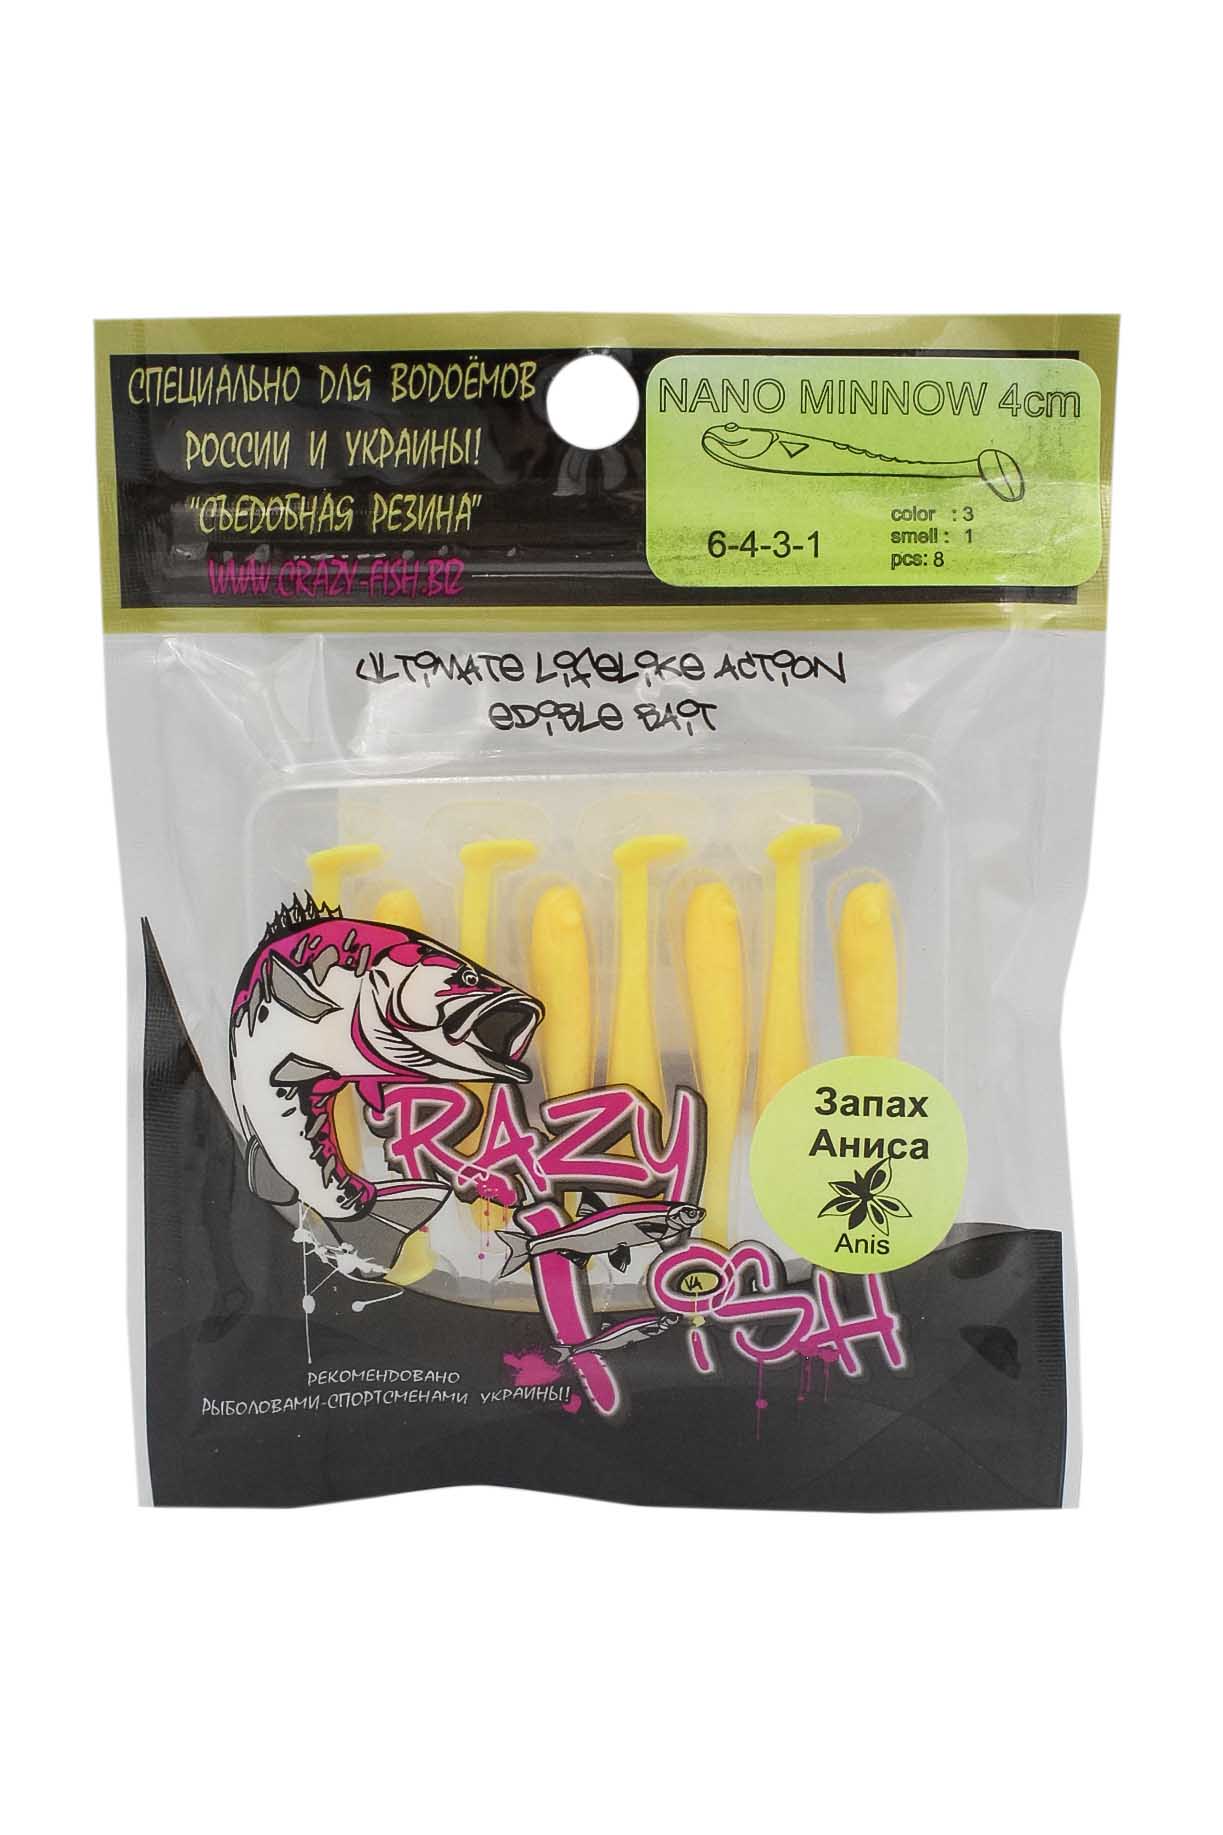 СПЕЦИАЛЬНО ДЛЯ ВОДОЁМОВ
РОССИИ И УКРАИНЫ!
"СЪЕДОБНАЯ РЕЗИНА"
WWW.CRAZY-FISH.BIZ
NANO MINNOW 4cm
6-4-3-1
color : 3
smell : 1
pcs: 8
ULTIMATE LIFELIKE ACTION
EDIBLE BAIT
CRAZY
FISH
Запах
Аниса
Anis
РЕКОМЕНДОВАНО
РЫБОЛОВАМИ-СПОРТСМЕНАМИ УКРАИНЫ!